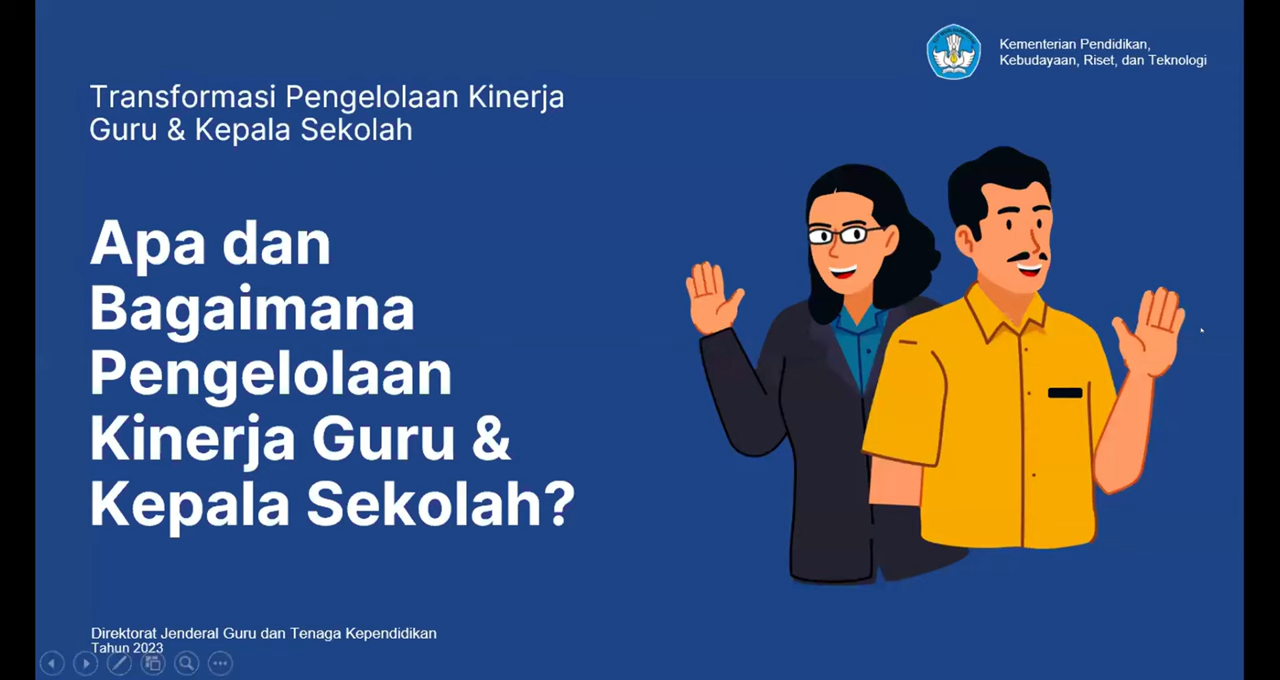 Kementerian Pendidikan,
Kebudayaan, Riset, dan Teknologi
Transformasi Pengelolaan Kinerja
Guru & Kepala Sekolah
Apa dan
Bagaimana
Pengelolaan
Kinerja Guru &
Kepala Sekolah?
Direktorat Jenderal Guru dan Tenaga Kependidikan
Tahun 2023